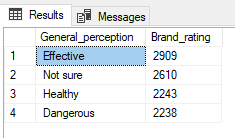 Results Messages
General_perception Brand_rating
1 Effective 2909
2 Not sure 2610
3 Healthy 2243
4 Dangerous 2238